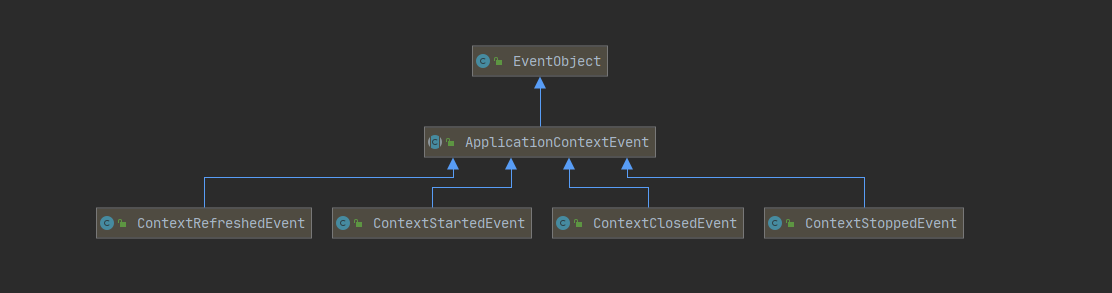 EventObject
ApplicationContextEvent
ContextRefreshedEvent
ContextStartedEvent
ContextClosedEvent
ContextStoppedEvent